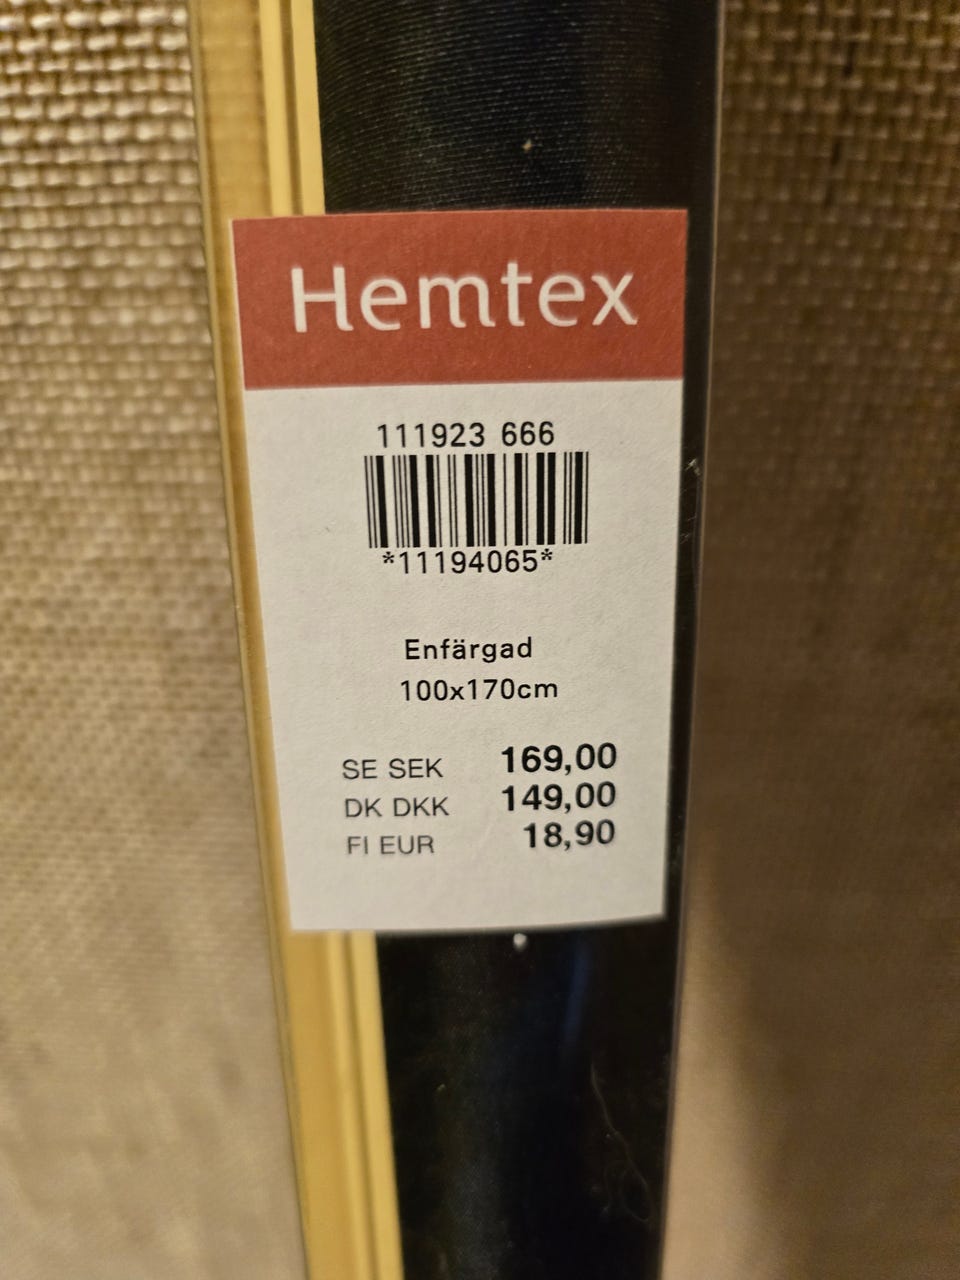 Hemtex
111923 666
*11194065*
Enfärgad
100x170cm
SE SEK 169,00
DK DKK 149,00
FI EUR 18,90